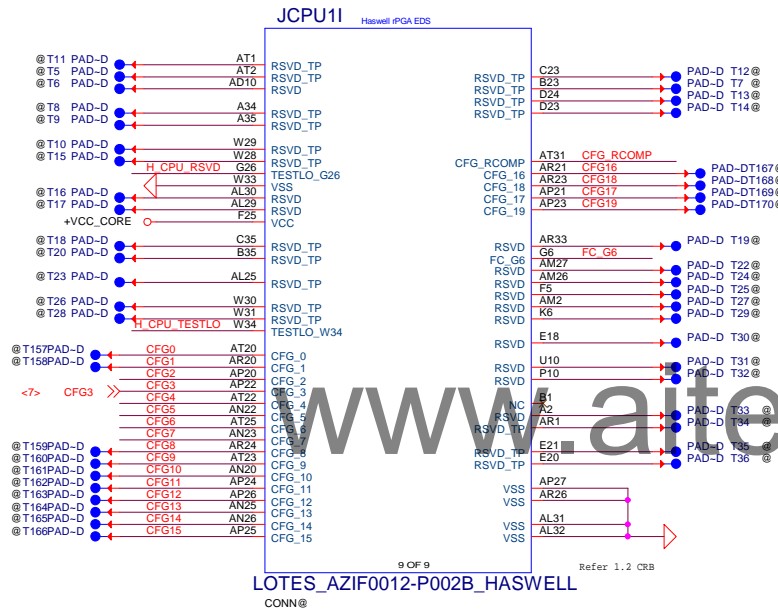 JCPU1I
Haswell rPGA EDS
@T11 PAD~D AT1 RSVD_TP
@T5 PAD~D AT2 RSVD_TP
@T6 PAD~D AD10 RSVD
@T8 PAD~D A34 RSVD_TP
@T9 PAD~D A35 RSVD_TP
@T10 PAD~D W29 RSVD_TP
@T15 PAD~D W28 RSVD_TP
H_CPU_RSVD G26 TESTLO_G26
W33 VSS
@T16 PAD~D AL30 RSVD
@T17 PAD~D AL29 RSVD
+VCC_CORE F25 VCC
@T18 PAD~D C35 RSVD_TP
@T20 PAD~D B35 RSVD_TP
@T23 PAD~D AL25 RSVD_TP
@T26 PAD~D W30 RSVD_TP
@T28 PAD~D W31 RSVD_TP
H_CPU_TESTLO W34 TESTLO_W34
@T157PAD~D CFG0 AT20 CFG_0
@T158PAD~D CFG1 AR20 CFG_1
CFG2 AP20 CFG_2
<7> CFG3 CFG3 AP22 CFG_3
CFG4 AT22 CFG_4
CFG5 AN22 CFG_5
CFG6 AT25 CFG_6
CFG7 AN23 CFG_7
@T159PAD~D CFG8 AR24 CFG_8
@T160PAD~D CFG9 AT23 CFG_9
@T161PAD~D CFG10 AN20 CFG_10
@T162PAD~D CFG11 AP24 CFG_11
@T163PAD~D CFG12 AP26 CFG_12
@T164PAD~D CFG13 AN25 CFG_13
@T165PAD~D CFG14 AN26 CFG_14
@T166PAD~D CFG15 AP25 CFG_15
RSVD_TP C23 PAD~D T12@
RSVD_TP B23 PAD~D T7 @
RSVD_TP D24 PAD~D T13@
RSVD_TP D23 PAD~D T14@
CFG_RCOMP AT31 CFG_RCOMP
CFG_16 AR21 CFG16 PAD~DT167@
CFG_18 AR23 CFG18 PAD~DT168@
CFG_17 AP21 CFG17 PAD~DT169@
CFG_19 AP23 CFG19 PAD~DT170@
RSVD AR33 PAD~D T19@
FC_G6 G6 FC_G6
RSVD AM27 PAD~D T22@
RSVD AM26 PAD~D T24@
RSVD F5 PAD~D T25@
RSVD AM2 PAD~D T27@
RSVD K6 PAD~D T29@
RSVD E18 PAD~D T30@
RSVD U10 PAD~D T31@
RSVD P10 PAD~D T32@
NC B1
RSVD A2 PAD~D T33 @
RSVD_TP AR1 PAD~D T34 @
RSVD_TP E21 PAD~D T35 @
RSVD_TP E20 PAD~D T36 @
VSS AP27
VSS AR26
VSS AL31
VSS AL32
www.aite
9 OF 9
Refer 1.2 CRB
LOTES_AZIF0012-P002B_HASWELL
CONN@